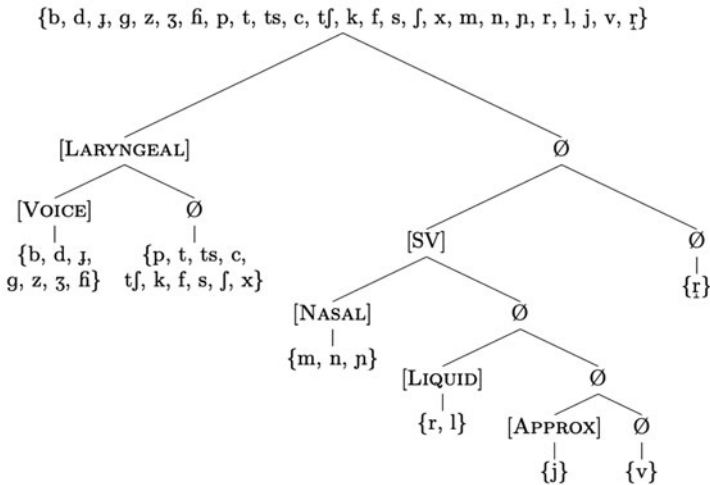 {b, d, ɟ, g, z, ʒ, ɦ, p, t, ts, c, tʃ, k, f, s, ʃ, x, m, n, ɲ, r, l, j, v, r̝}
[LARYNGEAL] Ø
[VOICE] Ø
[SV] Ø
{b, d, ɟ, {p, t, ts, c,
g, z, ʒ, ɦ} tʃ, k, f, s, ʃ, x}
{r̝}
[NASAL] Ø
{m, n, ɲ}
[LIQUID] Ø
{r, l}
[APPROX] Ø
{j} {v}